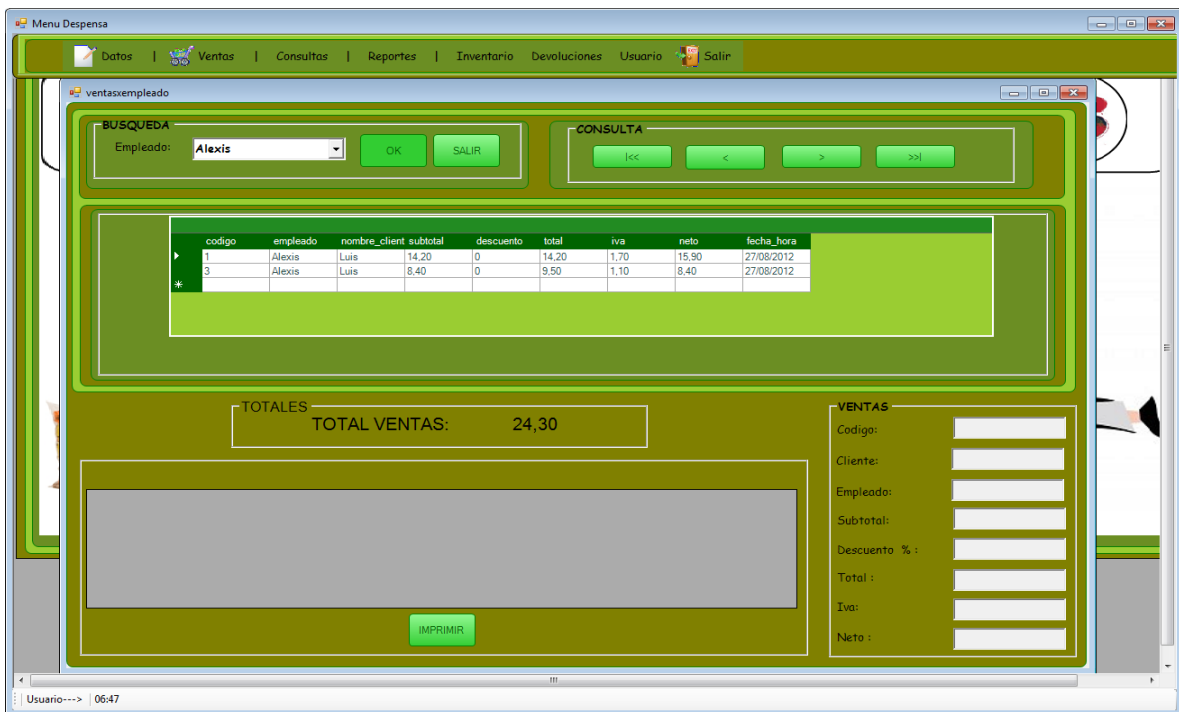 Menu Despensa
Datos | Ventas | Consultas | Reportes | Inventario Devoluciones Usuario Salir
ventasxempleado
BUSQUEDA
Empleado: Alexis OK SALIR
CONSULTA
|<< < > >>|
codigo empleado nombre_client subtotal descuento total iva neto fecha_hora
1 Alexis Luis 14,20 0 14,20 1,70 15,90 27/08/2012
3 Alexis Luis 8,40 0 9,50 1,10 8,40 27/08/2012
TOTALES
TOTAL VENTAS: 24,30
IMPRIMIR
VENTAS
Codigo:
Cliente:
Empleado:
Subtotal:
Descuento % :
Total :
Iva:
Neto :
Usuario---> 06:47